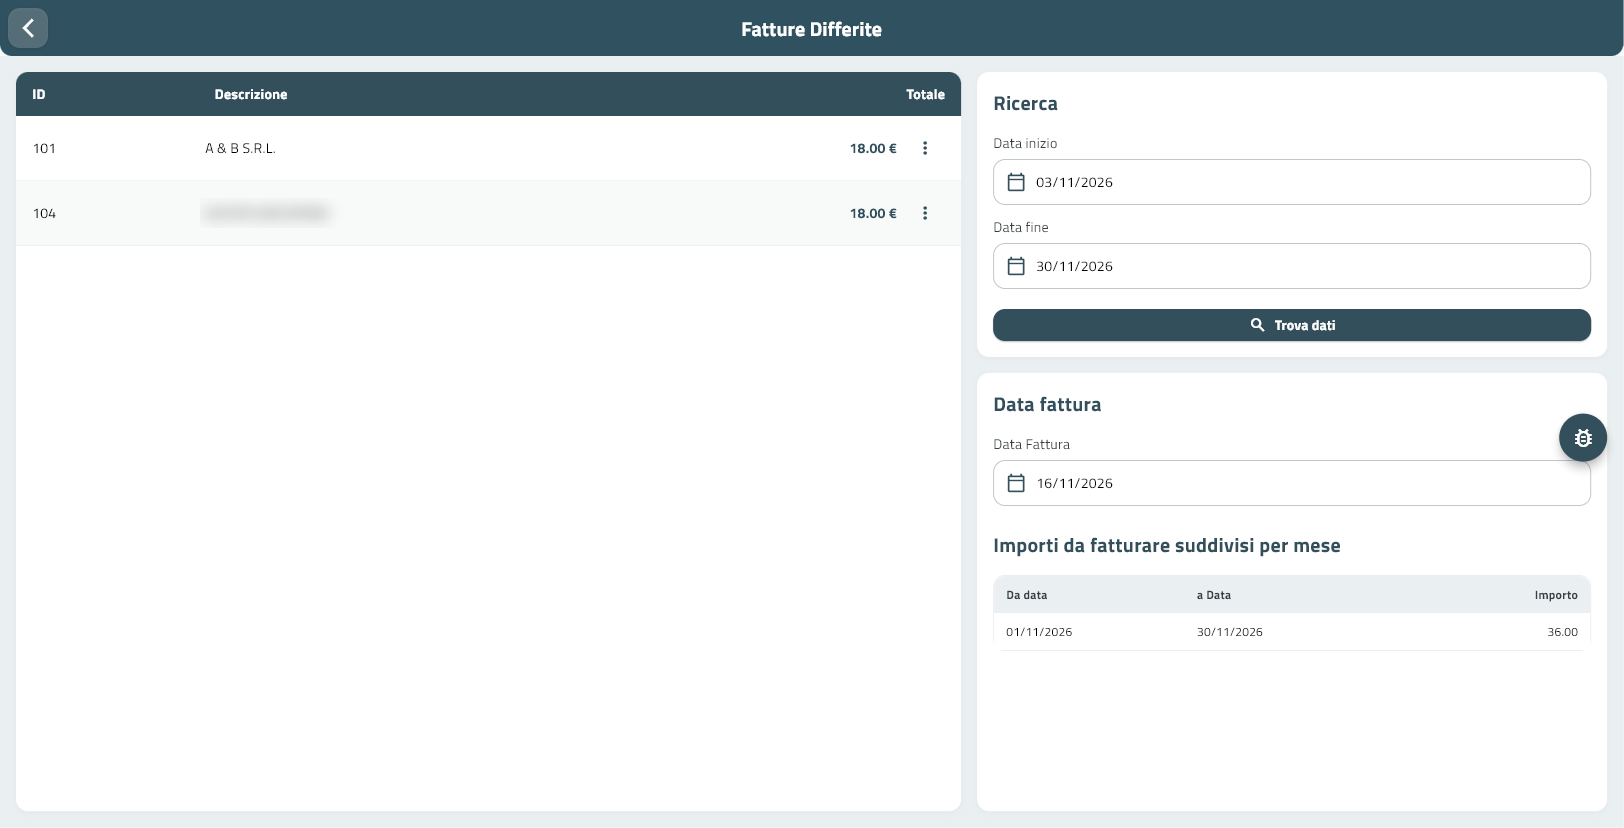 Fatture Differite
ID Descrizione Totale
101 A & B S.R.L. 18.00 €
104 18.00 €
Ricerca
Data inizio
03/11/2026
Data fine
30/11/2026
Trova dati
Data fattura
Data Fattura
16/11/2026
Importi da fatturare suddivisi per mese
Da data a Data Importo
01/11/2026 30/11/2026 36.00